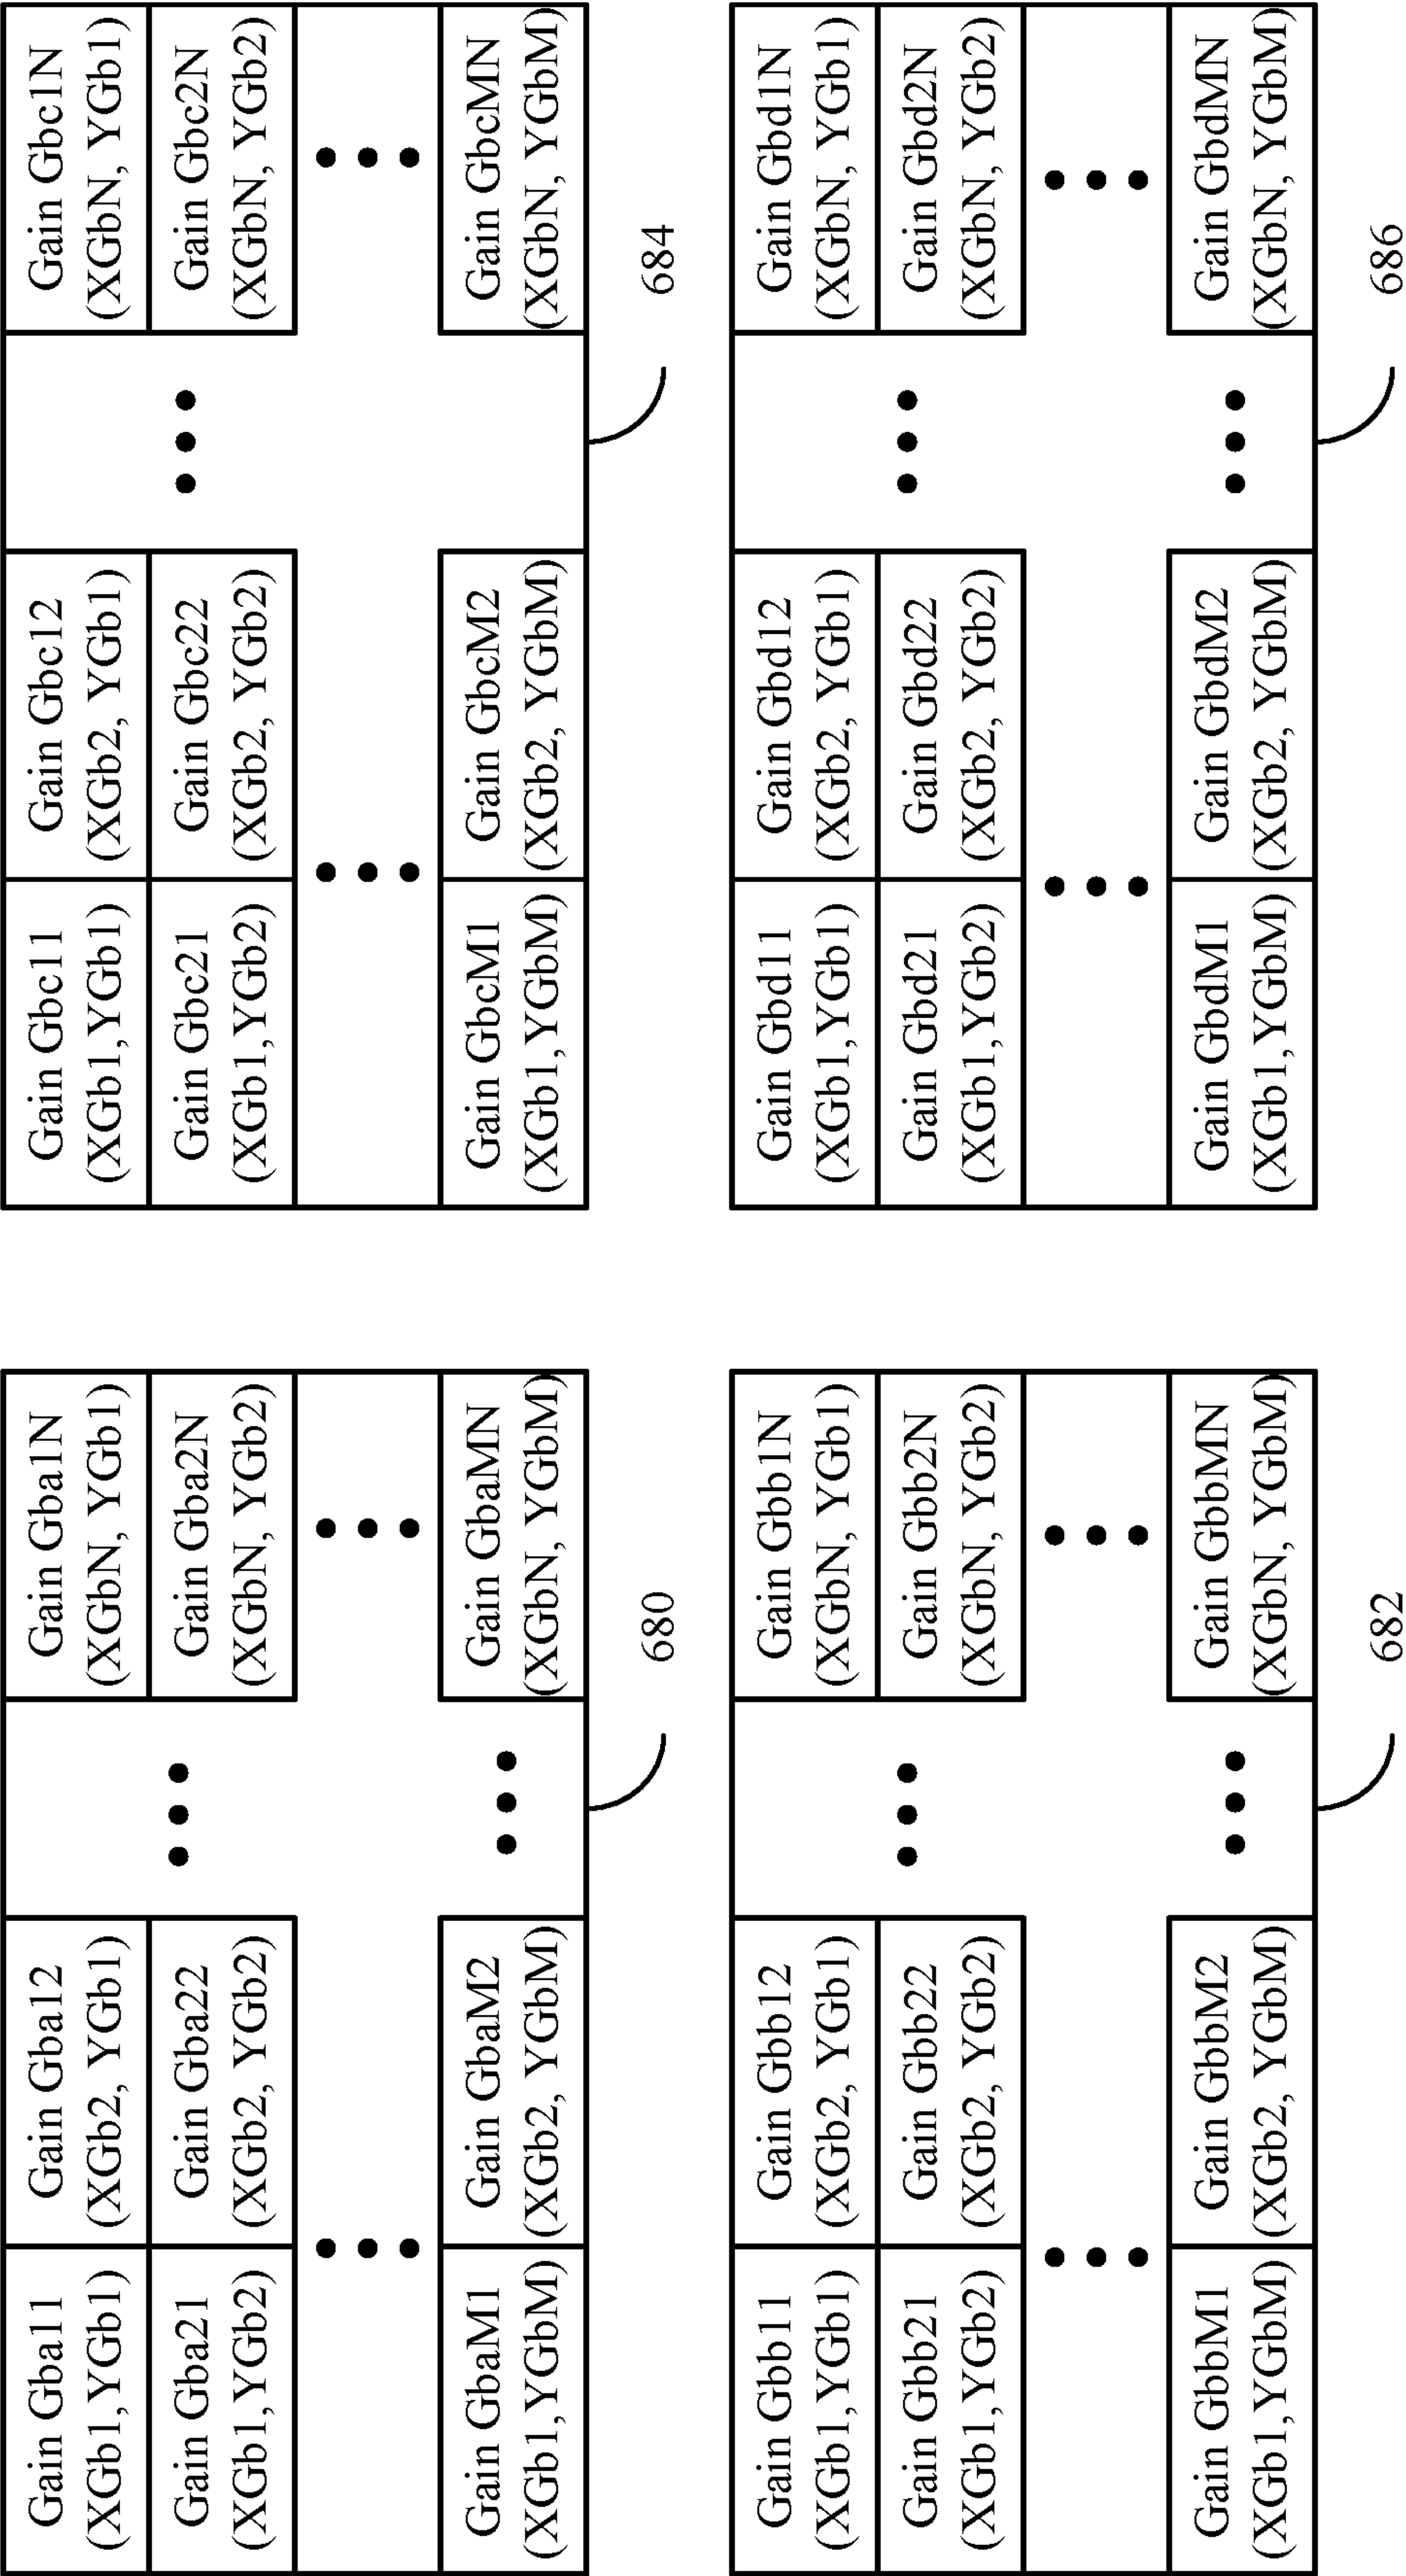 Gain Gba11
(XGb1,YGb1)
Gain Gba12
(XGb2, YGb1)
Gain Gba1N
(XGbN, YGb1)
Gain Gba21
(XGb1,YGb2)
Gain Gba22
(XGb2, YGb2)
Gain Gba2N
(XGbN, YGb2)
Gain GbaM1
(XGb1,YGbM)
Gain GbaM2
(XGb2, YGbM)
Gain GbaMN
(XGbN, YGbM)
680
Gain Gbc11
(XGb1,YGb1)
Gain Gbc12
(XGb2, YGb1)
Gain Gbc1N
(XGbN, YGb1)
Gain Gbc21
(XGb1,YGb2)
Gain Gbc22
(XGb2, YGb2)
Gain Gbc2N
(XGbN, YGb2)
Gain GbcM1
(XGb1,YGbM)
Gain GbcM2
(XGb2, YGbM)
Gain GbcMN
(XGbN, YGbM)
684
Gain Gbb11
(XGb1,YGb1)
Gain Gbb12
(XGb2, YGb1)
Gain Gbb1N
(XGbN, YGb1)
Gain Gbb21
(XGb1,YGb2)
Gain Gbb22
(XGb2, YGb2)
Gain Gbb2N
(XGbN, YGb2)
Gain GbbM1
(XGb1,YGbM)
Gain GbbM2
(XGb2, YGbM)
Gain GbbMN
(XGbN, YGbM)
682
Gain Gbd11
(XGb1,YGb1)
Gain Gbd12
(XGb2, YGb1)
Gain Gbd1N
(XGbN, YGb1)
Gain Gbd21
(XGb1,YGb2)
Gain Gbd22
(XGb2, YGb2)
Gain Gbd2N
(XGbN, YGb2)
Gain GbdM1
(XGb1,YGbM)
Gain GbdM2
(XGb2, YGbM)
Gain GbdMN
(XGbN, YGbM)
686